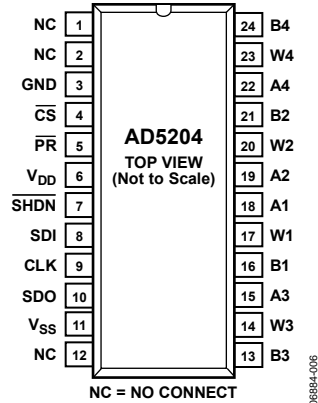 NC 1
NC 2
GND 3
CS 4
PR 5
VDD 6
SHDN 7
SDI 8
CLK 9
SDO 10
VSS 11
NC 12
AD5204
TOP VIEW
(Not to Scale)
24 B4
23 W4
22 A4
21 B2
20 W2
19 A2
18 A1
17 W1
16 B1
15 A3
14 W3
13 B3
NC = NO CONNECT
06884-006